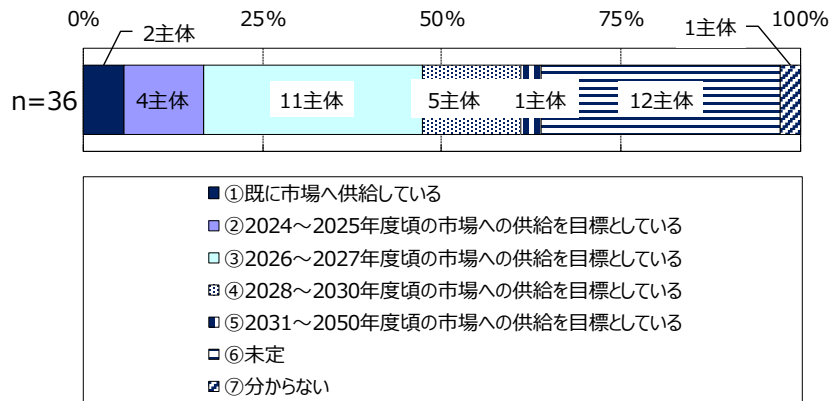 0% 25% 50% 75% 100%
2主体 1主体
n=36 4主体 11主体 5主体 1主体 12主体
①既に市場へ供給している
②2024～2025年度頃の市場への供給を目標としている
③2026～2027年度頃の市場への供給を目標としている
④2028～2030年度頃の市場への供給を目標としている
⑤2031～2050年度頃の市場への供給を目標としている
⑥未定
⑦分からない